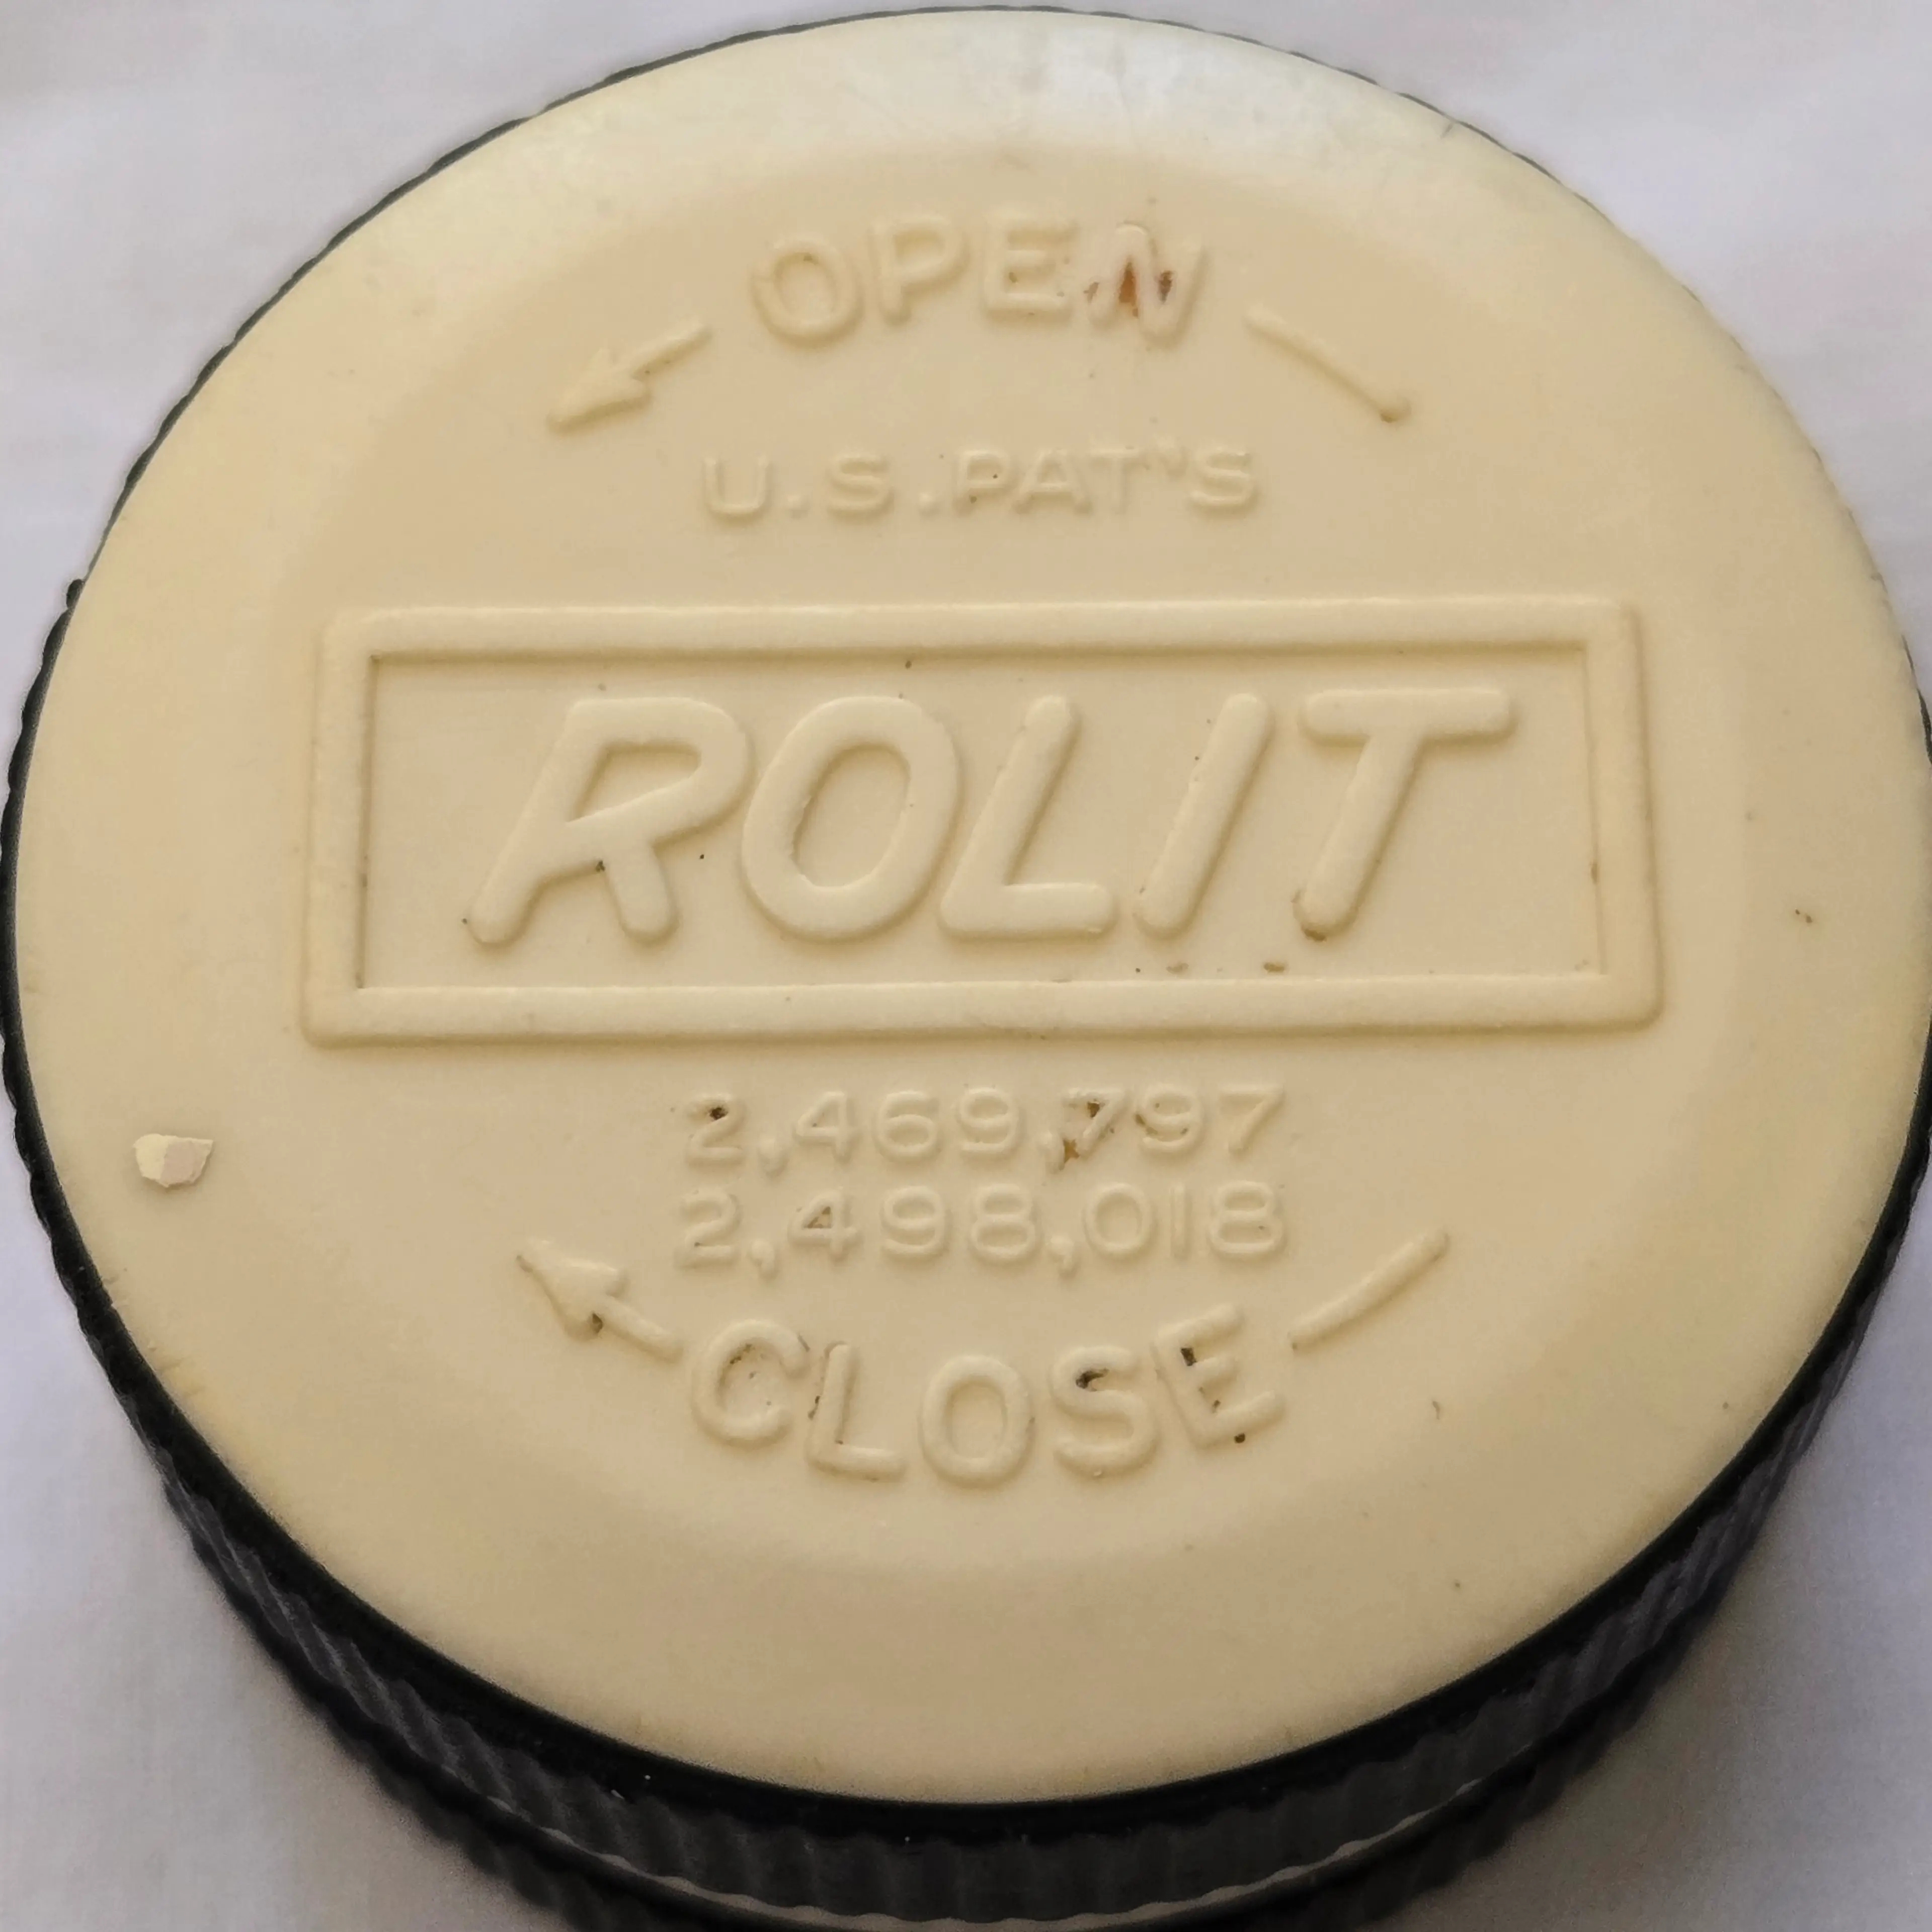 OPEN
U.S.PAT'S
ROLIT
2,469,797
2,498,018
CLOSE